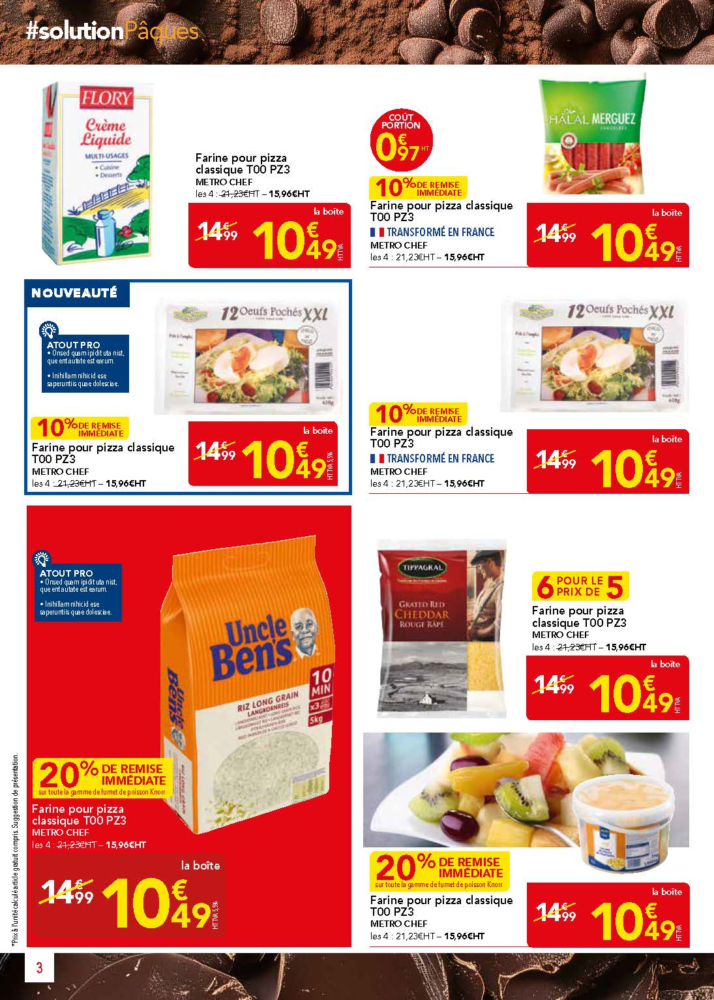 #solutionPâques
FLORY
Crème
Liquide
MULTI-USAGES
• Cuisine
• Desserts
Farine pour pizza
classique T00 PZ3
METRO CHEF
les 4 : 21,23€HT – 15,96€HT
la boîte
14€99
10€49
HT TVA
COÛT
PORTION
0€97 HT
10% DE REMISE
IMMÉDIATE
HALAL MERGUEZ
Farine pour pizza classique
T00 PZ3
TRANSFORMÉ EN FRANCE
METRO CHEF
les 4 : 21,23€HT – 15,96€HT
la boîte
14€99
10€49
HT TVA
NOUVEAUTÉ
ATOUT PRO
• Onsed quam ipidit uta nist,
que ent autate est earum.
• Inihillam nihicid ese
saperuntiis quae dolesciae.
12 Oeufs Pochés XXL
10% DE REMISE
IMMÉDIATE
Farine pour pizza classique
T00 PZ3
METRO CHEF
les 4 : 21,23€HT – 15,96€HT
la boîte
14€99
10€49
HT TVA 5,5%
12 Oeufs Pochés XXL
10% DE REMISE
IMMÉDIATE
Farine pour pizza classique
T00 PZ3
TRANSFORMÉ EN FRANCE
METRO CHEF
les 4 : 21,23€HT – 15,96€HT
la boîte
14€99
10€49
HT TVA
ATOUT PRO
• Onsed quam ipidit uta nist,
que ent autate est earum.
• Inihillam nihicid ese
saperuntiis quae dolesciae.
Uncle
Ben's
Uncle
Ben's
10
MIN
x3
5kg
RIZ LONG GRAIN
LANGKORNREIS
RIZ LONG GRAIN
20% DE REMISE
IMMÉDIATE
sur toute la gamme de fumet de poisson Knorr
Farine pour pizza
classique T00 PZ3
METRO CHEF
les 4 : 21,23€HT – 15,96€HT
la boîte
14€99
10€49
HT TVA 5,5%
TIPPAGRAL
GRATED RED
CHEDDAR
ROUGE RÂPÉ
6 POUR LE
PRIX DE 5
Farine pour pizza
classique T00 PZ3
METRO CHEF
les 4 : 21,23€HT – 15,96€HT
la boîte
14€99
10€49
HT TVA
20% DE REMISE
IMMÉDIATE
sur toute la gamme de fumet de poisson Knorr
Farine pour pizza classique
T00 PZ3
METRO CHEF
les 4 : 21,23€HT – 15,96€HT
la boîte
14€99
10€49
HT TVA
*Prix à l'unité calculé article gratuit compris. Suggestion de présentation.
3